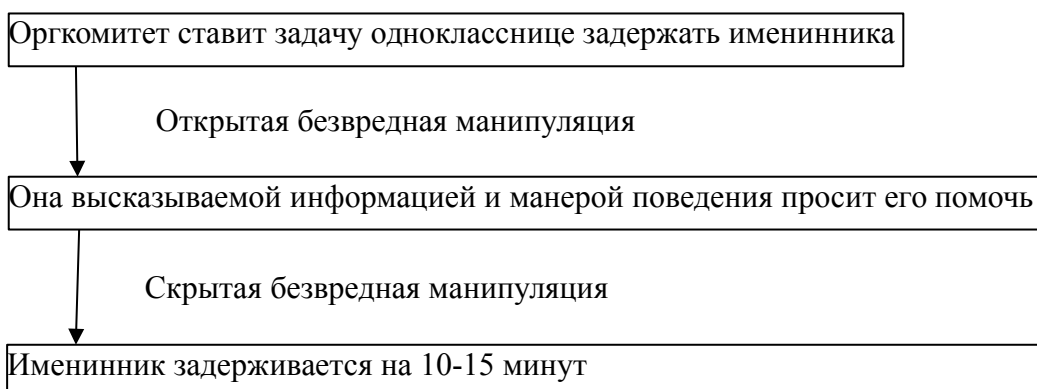 Оргкомитет ставит задачу однокласснице задержать именинника
Открытая безвредная манипуляция
Она высказываемой информацией и манерой поведения просит его помочь
Скрытая безвредная манипуляция
Именинник задерживается на 10-15 минут